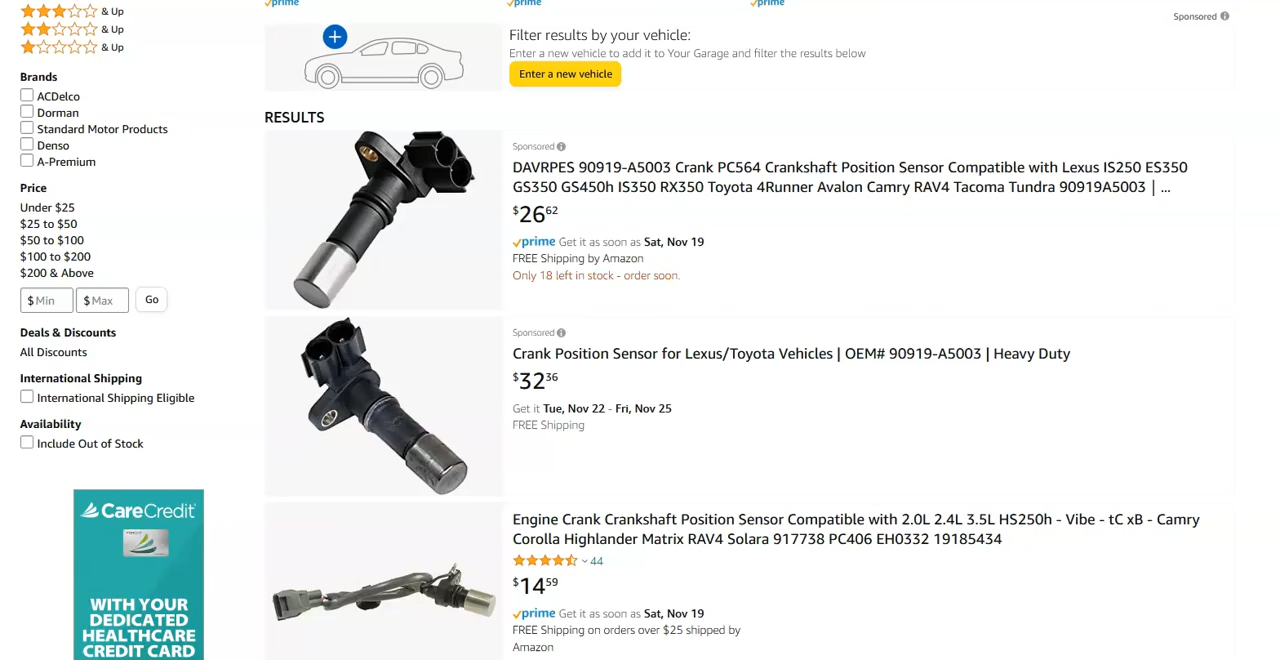 & Up
& Up
& Up
Brands
ACDelco
Dorman
Standard Motor Products
Denso
A-Premium
Price
Under $25
$25 to $50
$50 to $100
$100 to $200
$200 & Above
$ Min $ Max Go
Deals & Discounts
All Discounts
International Shipping
International Shipping Eligible
Availability
Include Out of Stock
CareCredit
WITH YOUR
DEDICATED
HEALTHCARE
CREDIT CARD
prime prime prime
Sponsored
Filter results by your vehicle:
Enter a new vehicle to add it to Your Garage and filter the results below
Enter a new vehicle
RESULTS
Sponsored
DAVRPES 90919-A5003 Crank PC564 Crankshaft Position Sensor Compatible with Lexus IS250 ES350
GS350 GS450h IS350 RX350 Toyota 4Runner Avalon Camry RAV4 Tacoma Tundra 90919A5003 | ...
$2662
prime Get it as soon as Sat, Nov 19
FREE Shipping by Amazon
Only 18 left in stock - order soon.
Sponsored
Crank Position Sensor for Lexus/Toyota Vehicles | OEM# 90919-A5003 | Heavy Duty
$3236
Get it Tue, Nov 22 - Fri, Nov 25
FREE Shipping
Engine Crank Crankshaft Position Sensor Compatible with 2.0L 2.4L 3.5L HS250h - Vibe - tC xB - Camry
Corolla Highlander Matrix RAV4 Solara 917738 PC406 EH0332 19185434
44
$1459
prime Get it as soon as Sat, Nov 19
FREE Shipping on orders over $25 shipped by
Amazon